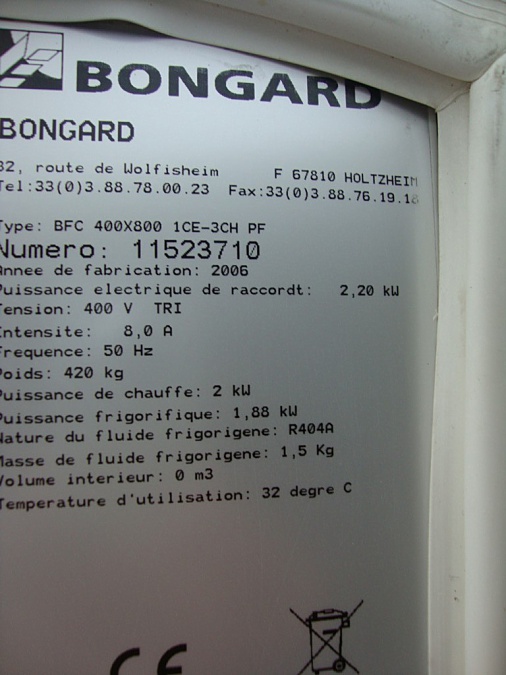 BONGARD
BONGARD
32, route de Wolfisheim F 67810 HOLTZHEIM
Tel:33(0)3.88.78.00.23 Fax:33(0)3.88.76.19.18
Type: BFC 400X800 1CE-3CH PF
Numero: 11523710
Annee de fabrication: 2006
Puissance electrique de raccordt: 2,20 kW
Tension: 400 V TRI
Intensite: 8,0 A
Frequence: 50 Hz
Poids: 420 kg
Puissance de chauffe: 2 kW
Puissance frigorifique: 1,88 kW
Nature du fluide frigorigene: R404A
Masse de fluide frigorigene: 1,5 Kg
Volume interieur: 0 m3
Temperature d'utilisation: 32 degre C
CE